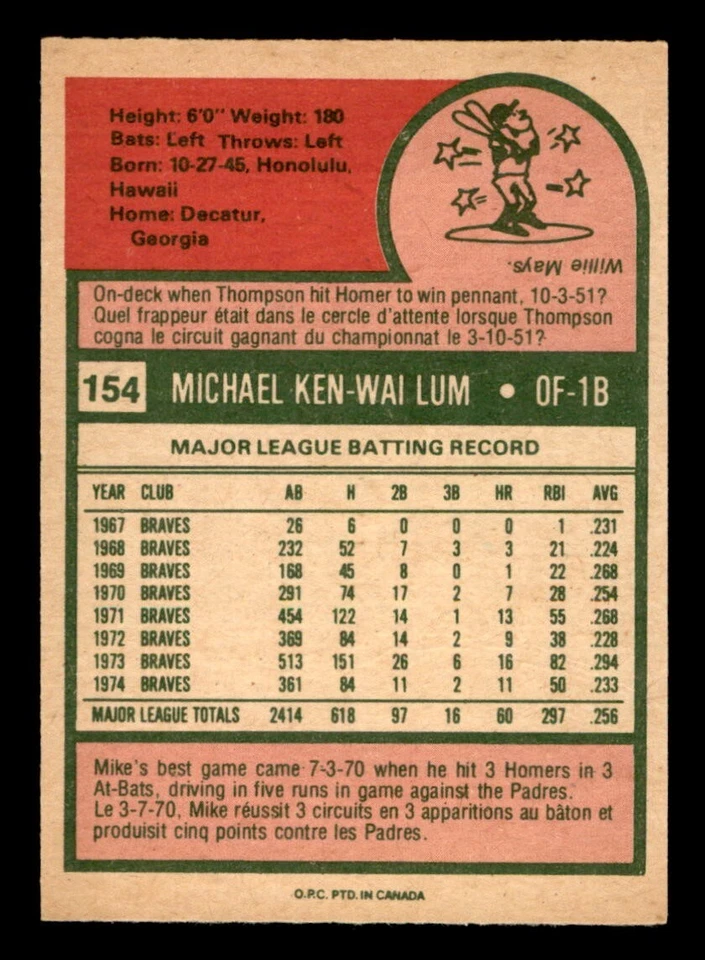 Height: 6'0" Weight: 180
Bats: Left Throws: Left
Born: 10-27-45, Honolulu,
Hawaii
Home: Decatur,
Georgia
Willie Mays.
On-deck when Thompson hit Homer to win pennant, 10-3-51?
Quel frappeur était dans le cercle d'attente lorsque Thompson
cogna le circuit gagnant du championnat le 3-10-51?
154 MICHAEL KEN-WAI LUM • OF-1B
MAJOR LEAGUE BATTING RECORD
YEAR CLUB AB H 2B 3B HR RBI AVG
1967 BRAVES 26 6 0 0 0 1 .231
1968 BRAVES 232 52 7 3 3 21 .224
1969 BRAVES 168 45 8 0 1 22 .268
1970 BRAVES 291 74 17 2 7 28 .254
1971 BRAVES 454 122 14 1 13 55 .268
1972 BRAVES 369 84 14 2 9 38 .228
1973 BRAVES 513 151 26 6 16 82 .294
1974 BRAVES 361 84 11 2 11 50 .233
MAJOR LEAGUE TOTALS 2414 618 97 16 60 297 .256
Mike's best game came 7-3-70 when he hit 3 Homers in 3
At-Bats, driving in five runs in game against the Padres.
Le 3-7-70, Mike réussit 3 circuits en 3 apparitions au bâton et
produisit cinq points contre les Padres.
O.P.C. PTD. IN CANADA